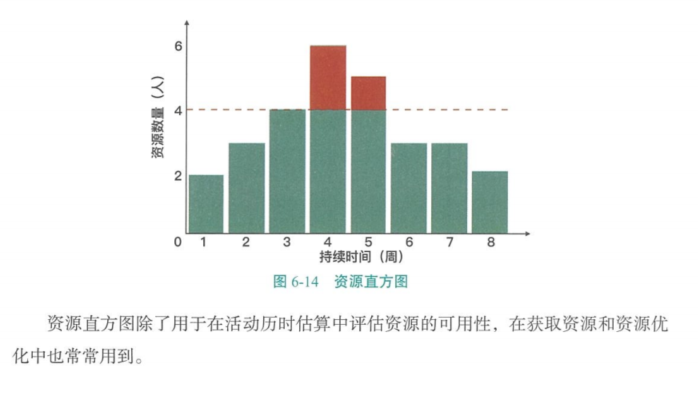 6
4
2
0
资源数量（人）
1 2 3 4 5 6 7 8
持续时间（周）
图 6-14 资源直方图
资源直方图除了用于在活动历时估算中评估资源的可用性，在获取资源和资源优
化中也常常用到。